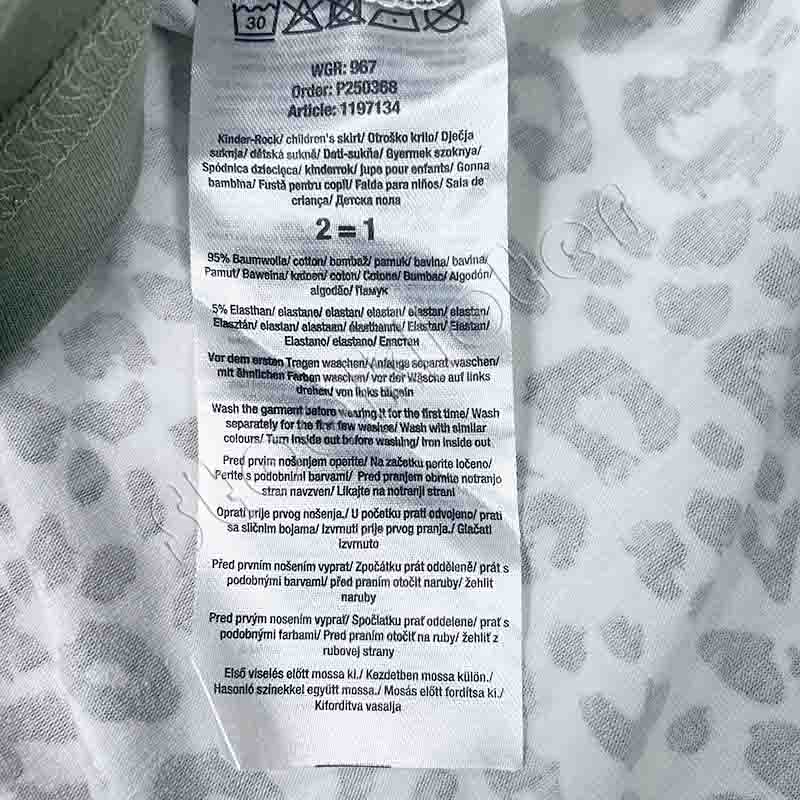 30
WGR: 967
Order: P250368
Article: 1197134
Kinder-Rock/ children's skirt/ Otroško krilo/ Dječja
suknja/ dětská sukně/ Dati-sukňa/ Gyermek szoknya/
Spódnica dziecięca/ kinderrok/ jupe pour enfants/ Gonna
bambina/ Fustă pentru copii/ Falda para niños/ Saia de
criança/ Детска пола
2 = 1
95% Baumwolle/ cotton/ bombaž/ pamuk/ bavlna/ bavlna/
Pamut/ Bawełna/ katoen/ coton/ Cotone/ Bumbac/ Algodón/
algodão/ Памук
5% Elasthan/ elastane/ elastan/ elastan/ elastan/ elastan/
Elasztán/ elastan/ elastaan/ élasthanne/ Elastan/ Elastan/
Elastano/ elastano/ Еластан
Vor dem ersten Tragen waschen/ Anfangs separat waschen/
mit ähnlichen Farben waschen/ vor der Wäsche auf links
drehen/ von links bügeln
Wash the garment before wearing it for the first time/ Wash
separately for the first few washes/ Wash with similar
colours/ Turn inside out before washing/ Iron inside out
Pred prvim nošenjem operite/ Na začetku perite ločeno/
Perite s podobnimi barvami/ Pred pranjem obrnite notranjo
stran navzven/ Likajte na notranji strani
Oprati prije prvog nošenja./ U početku prati odvojeno/ prati
sa sličnim bojama/ Izvrnuti prije prvog pranja./ Glačati
izvrnuto
Před prvním nošením vyprat/ Zpočátku prát odděleně/ prát s
podobnými barvami/ před praním otočit naruby/ žehlit
naruby
Pred prvým nosením vyprať/ Spočiatku prať oddelene/ prať s
podobnými farbami/ Pred praním otočiť na ruby/ žehliť z
rubovej strany
Első viselés előtt mossa ki./ Kezdetben mossa külön./
Hasonló színekkel együtt mossa./ Mosás előtt fordítsa ki./
Kifordítva vasalja